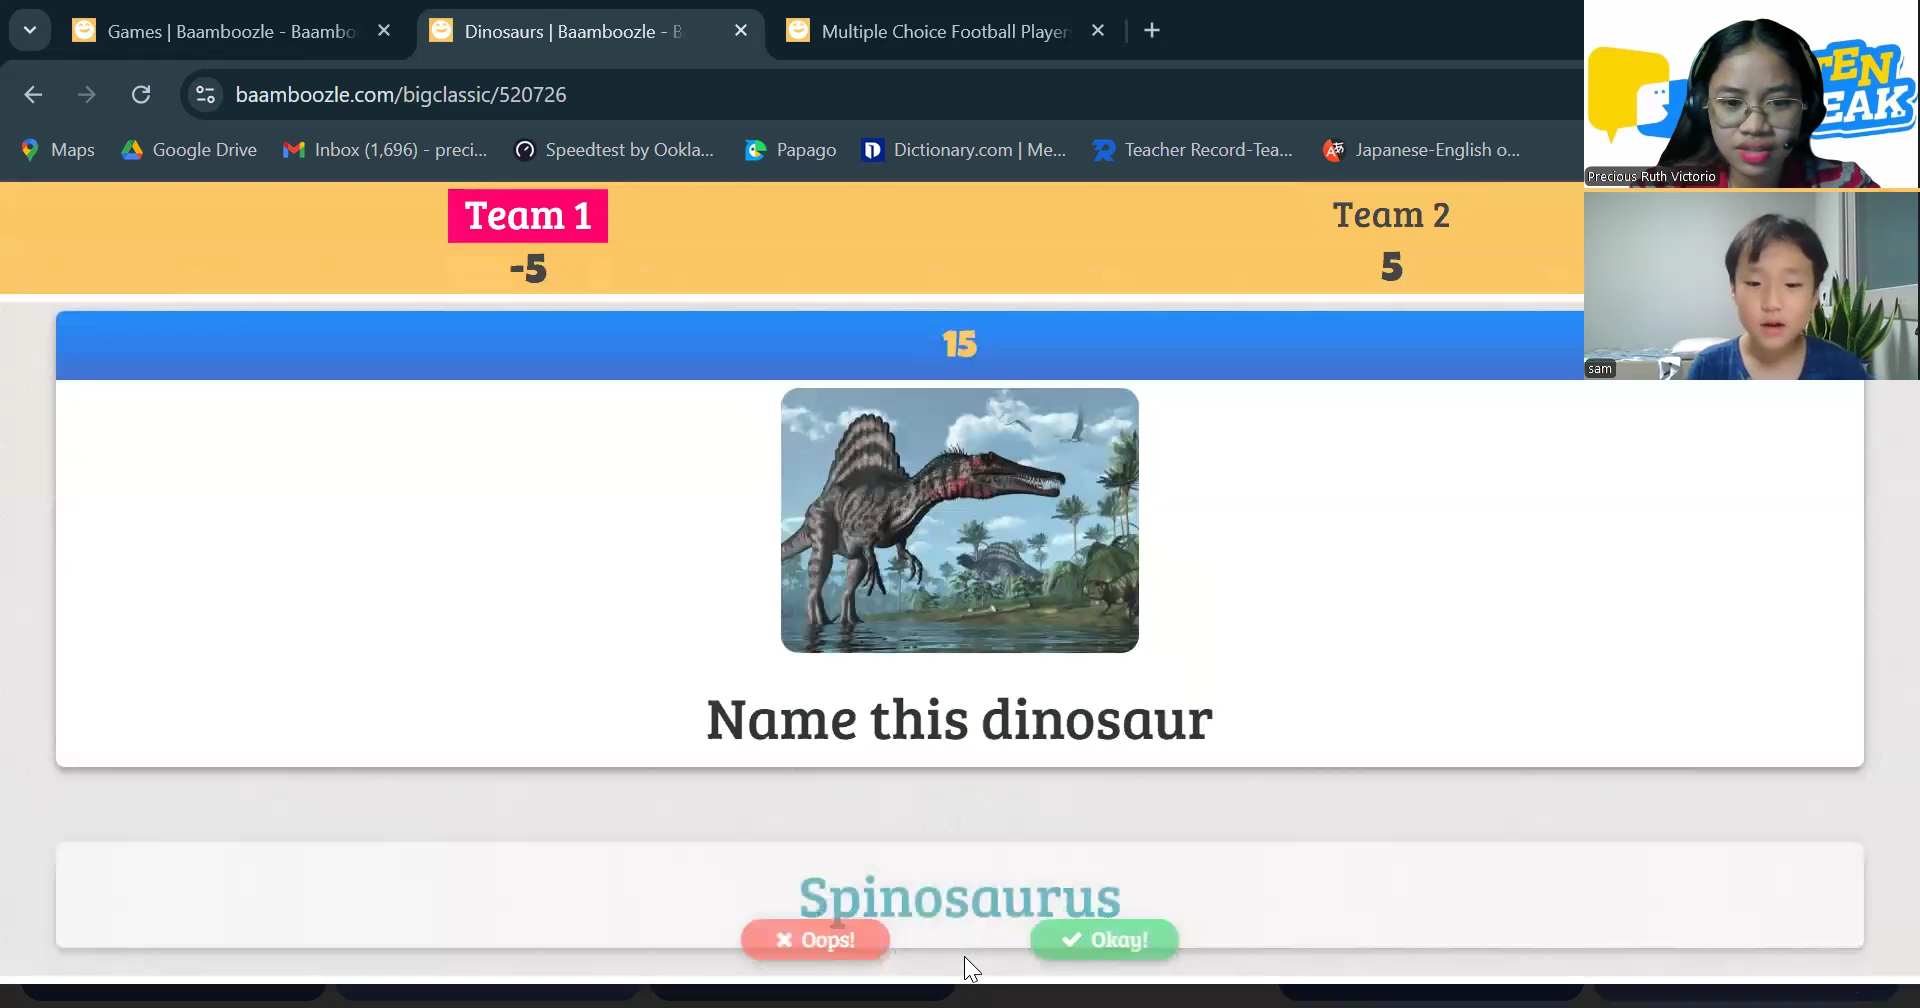 Games | Baamboozle - Baambo
Dinosaurs | Baamboozle - B
Multiple Choice Football Player
baamboozle.com/bigclassic/520726
Maps
Google Drive
Inbox (1,696) - preci...
Speedtest by Ookla...
Papago
Dictionary.com | Me...
Teacher Record-Tea...
Japanese-English o...
TEN
EAK
Precious Ruth Victorio
sam
Team 1
-5
Team 2
5
15
Name this dinosaur
Spinosaurus
Oops!
Okay!